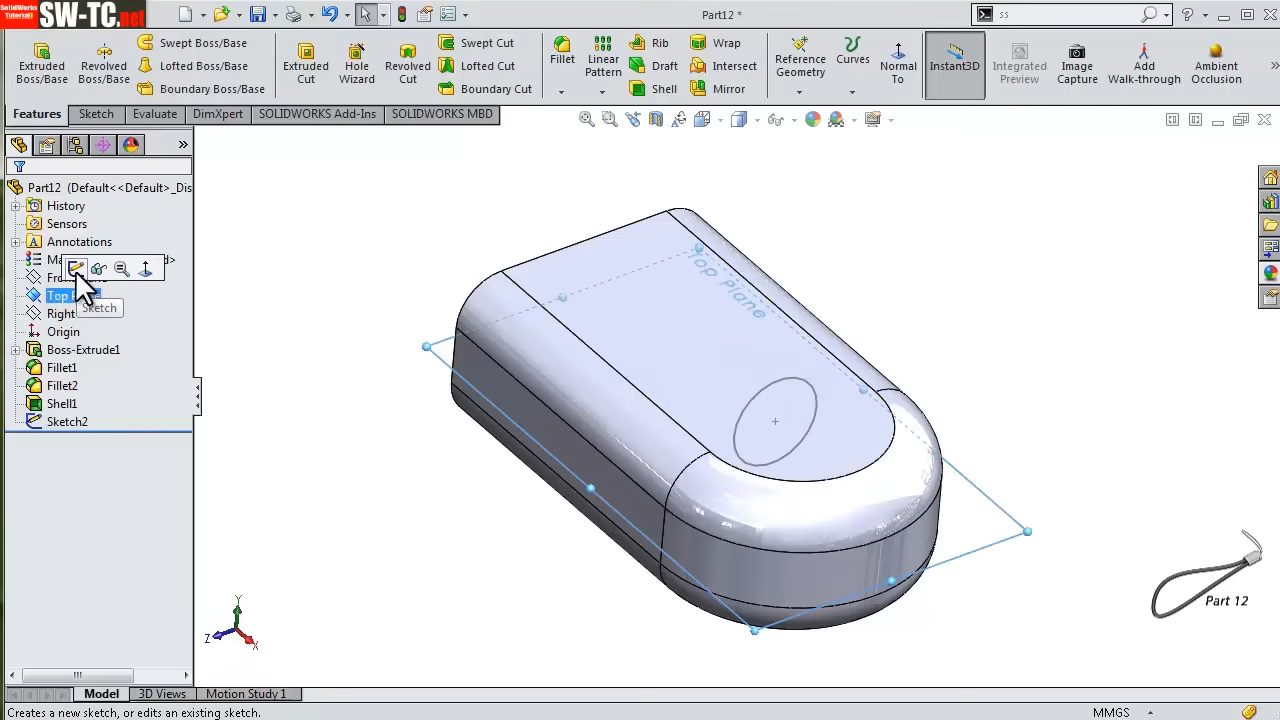 SolidWorks Tutorial
SW-TC.net
Part12 *
ss
Extruded Boss/Base
Revolved Boss/Base
Swept Boss/Base
Lofted Boss/Base
Boundary Boss/Base
Extruded Cut
Hole Wizard
Revolved Cut
Swept Cut
Lofted Cut
Boundary Cut
Fillet
Linear Pattern
Rib
Draft
Shell
Wrap
Intersect
Mirror
Reference Geometry
Curves
Normal To
Instant3D
Integrated Preview
Image Capture
Add Walk-through
Ambient Occlusion
Features
Sketch
Evaluate
DimXpert
SOLIDWORKS Add-Ins
SOLIDWORKS MBD
Part12 (Default<<Default>_Dis
History
Sensors
Annotations
Top
Sketch
Right
Origin
Boss-Extrude1
Fillet1
Fillet2
Shell1
Sketch2
Top Plane
Y
Z
X
Part 12
Model
3D Views
Motion Study 1
Creates a new sketch, or edits an existing sketch.
MMGS